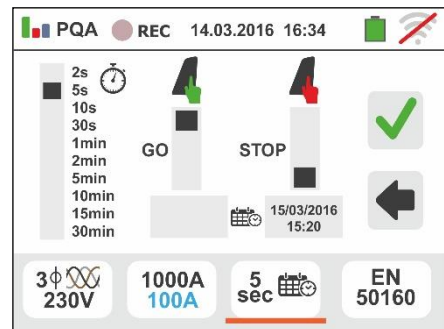 PQA REC 14.03.2016 16:34
2s
5s
10s
30s
1min
2min
5min
10min
15min
30min
GO
STOP
15/03/2016
15:20
3ɸ
230V
1000A
100A
5
sec
EN
50160